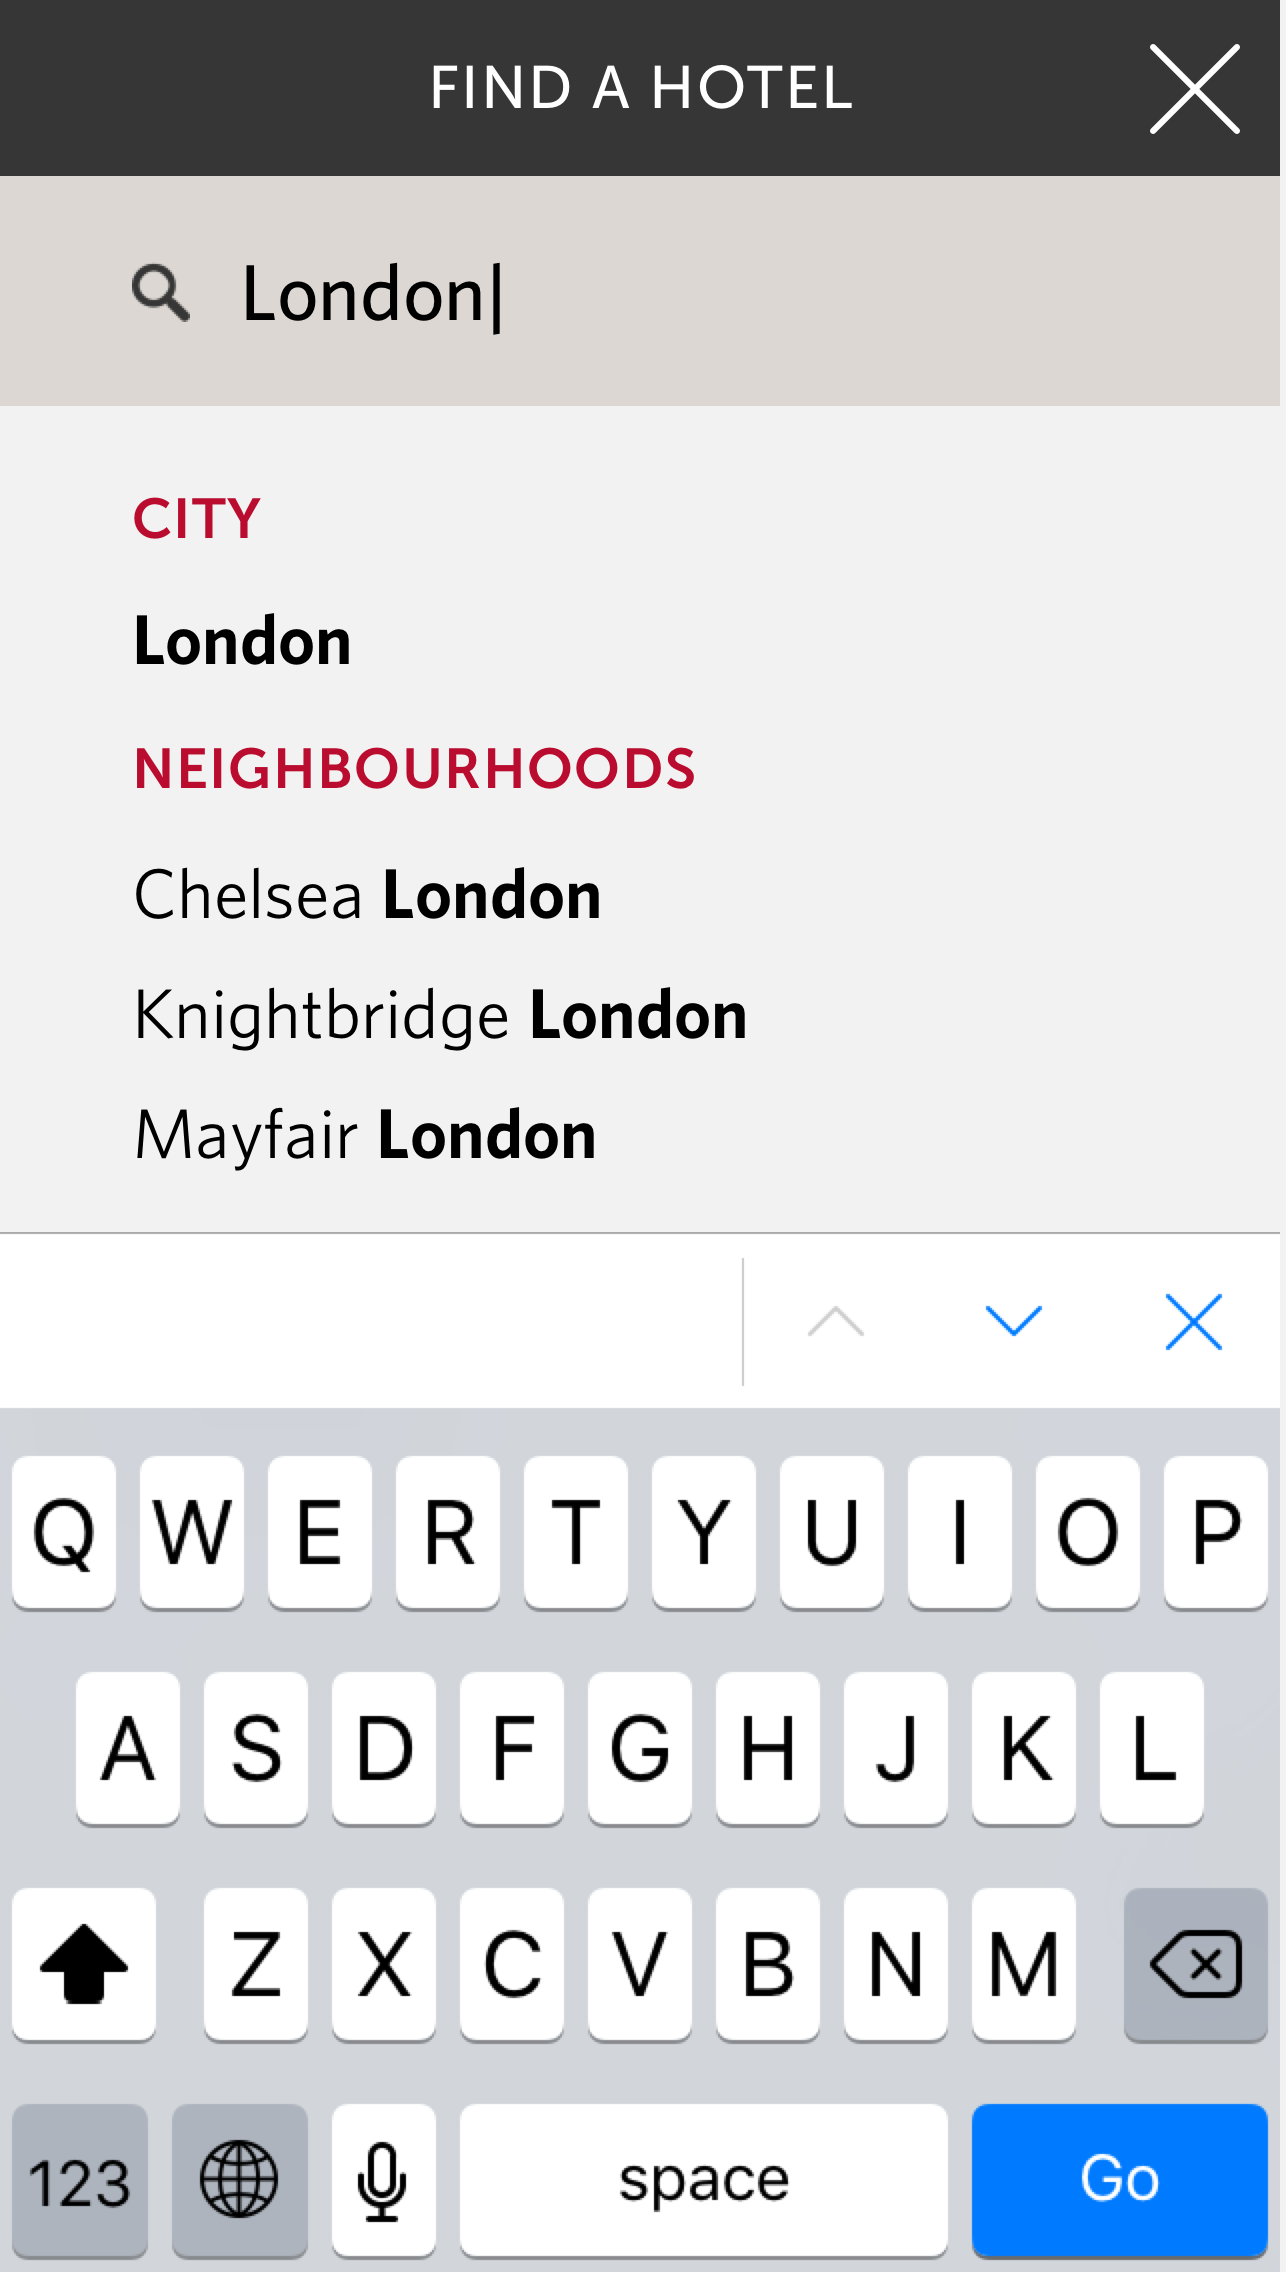 FIND A HOTEL
London
CITY
London
NEIGHBOURHOODS
Chelsea London
Knightbridge London
Mayfair London
Q W E R T Y U I O P
A S D F G H J K L
Z X C V B N M
123 space Go